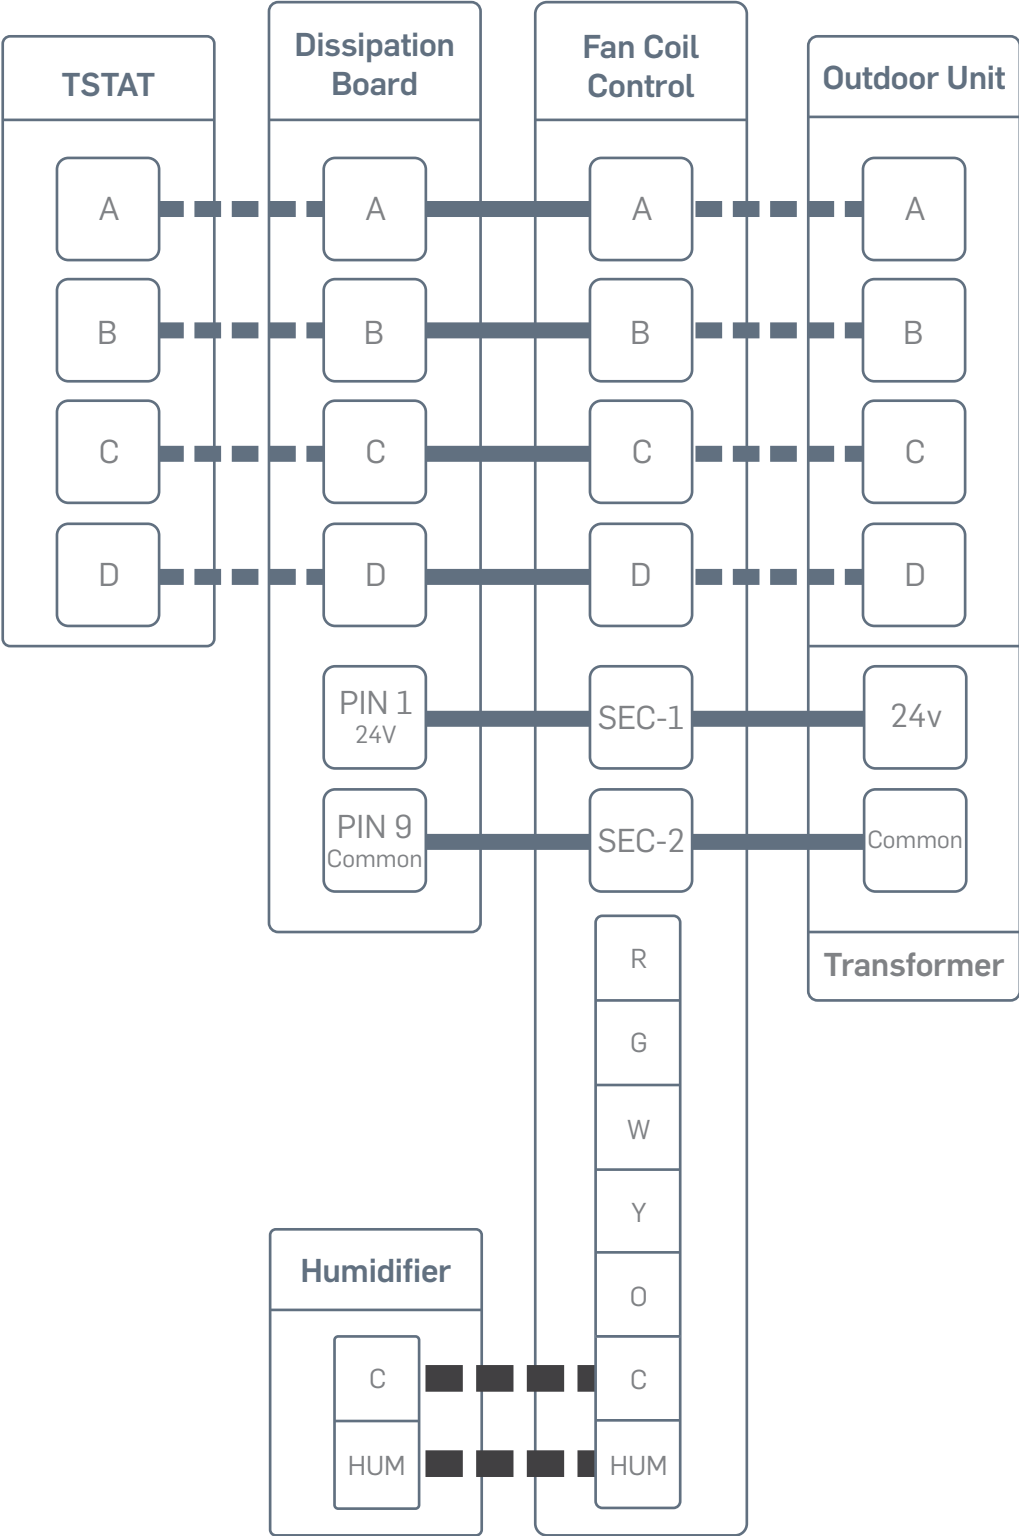 TSTAT
Dissipation
Board
Fan Coil
Control
Outdoor Unit
A
A
A
A
B
B
B
B
C
C
C
C
D
D
D
D
PIN 1
24V
SEC-1
24v
PIN 9
Common
SEC-2
Common
R
Transformer
G
W
Y
Humidifier
O
C
C
HUM
HUM